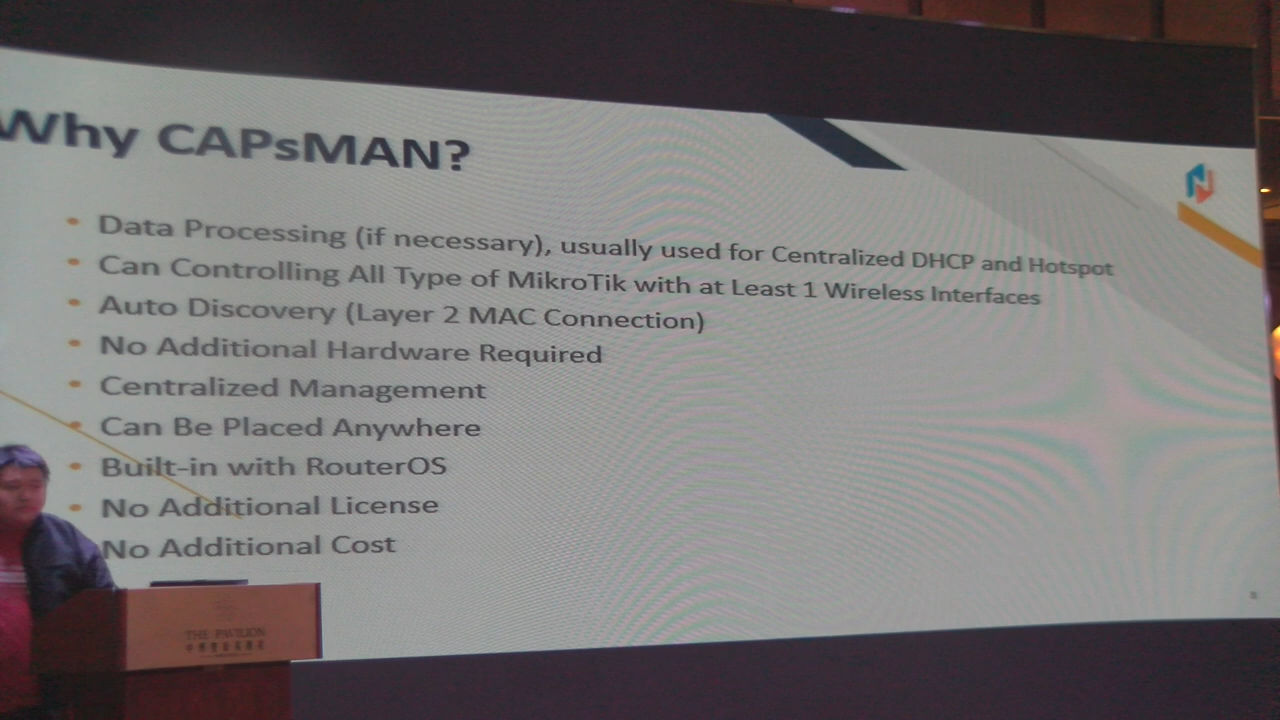 Why CAPsMAN?
• Data Processing (if necessary), usually used for Centralized DHCP and Hotspot
• Can Controlling All Type of MikroTik with at Least 1 Wireless Interfaces
• Auto Discovery (Layer 2 MAC Connection)
• No Additional Hardware Required
• Centralized Management
• Can Be Placed Anywhere
• Built-in with RouterOS
• No Additional License
No Additional Cost
THE PAVILION